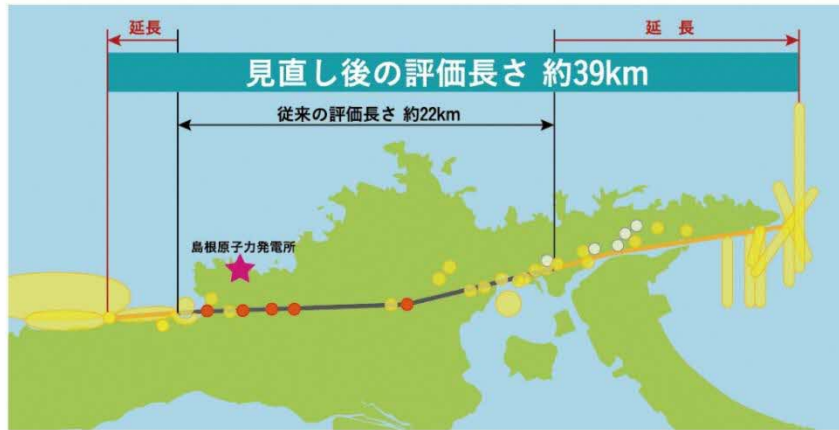 延長
延 長
見直し後の評価長さ 約39km
従来の評価長さ 約22km
島根原子力発電所